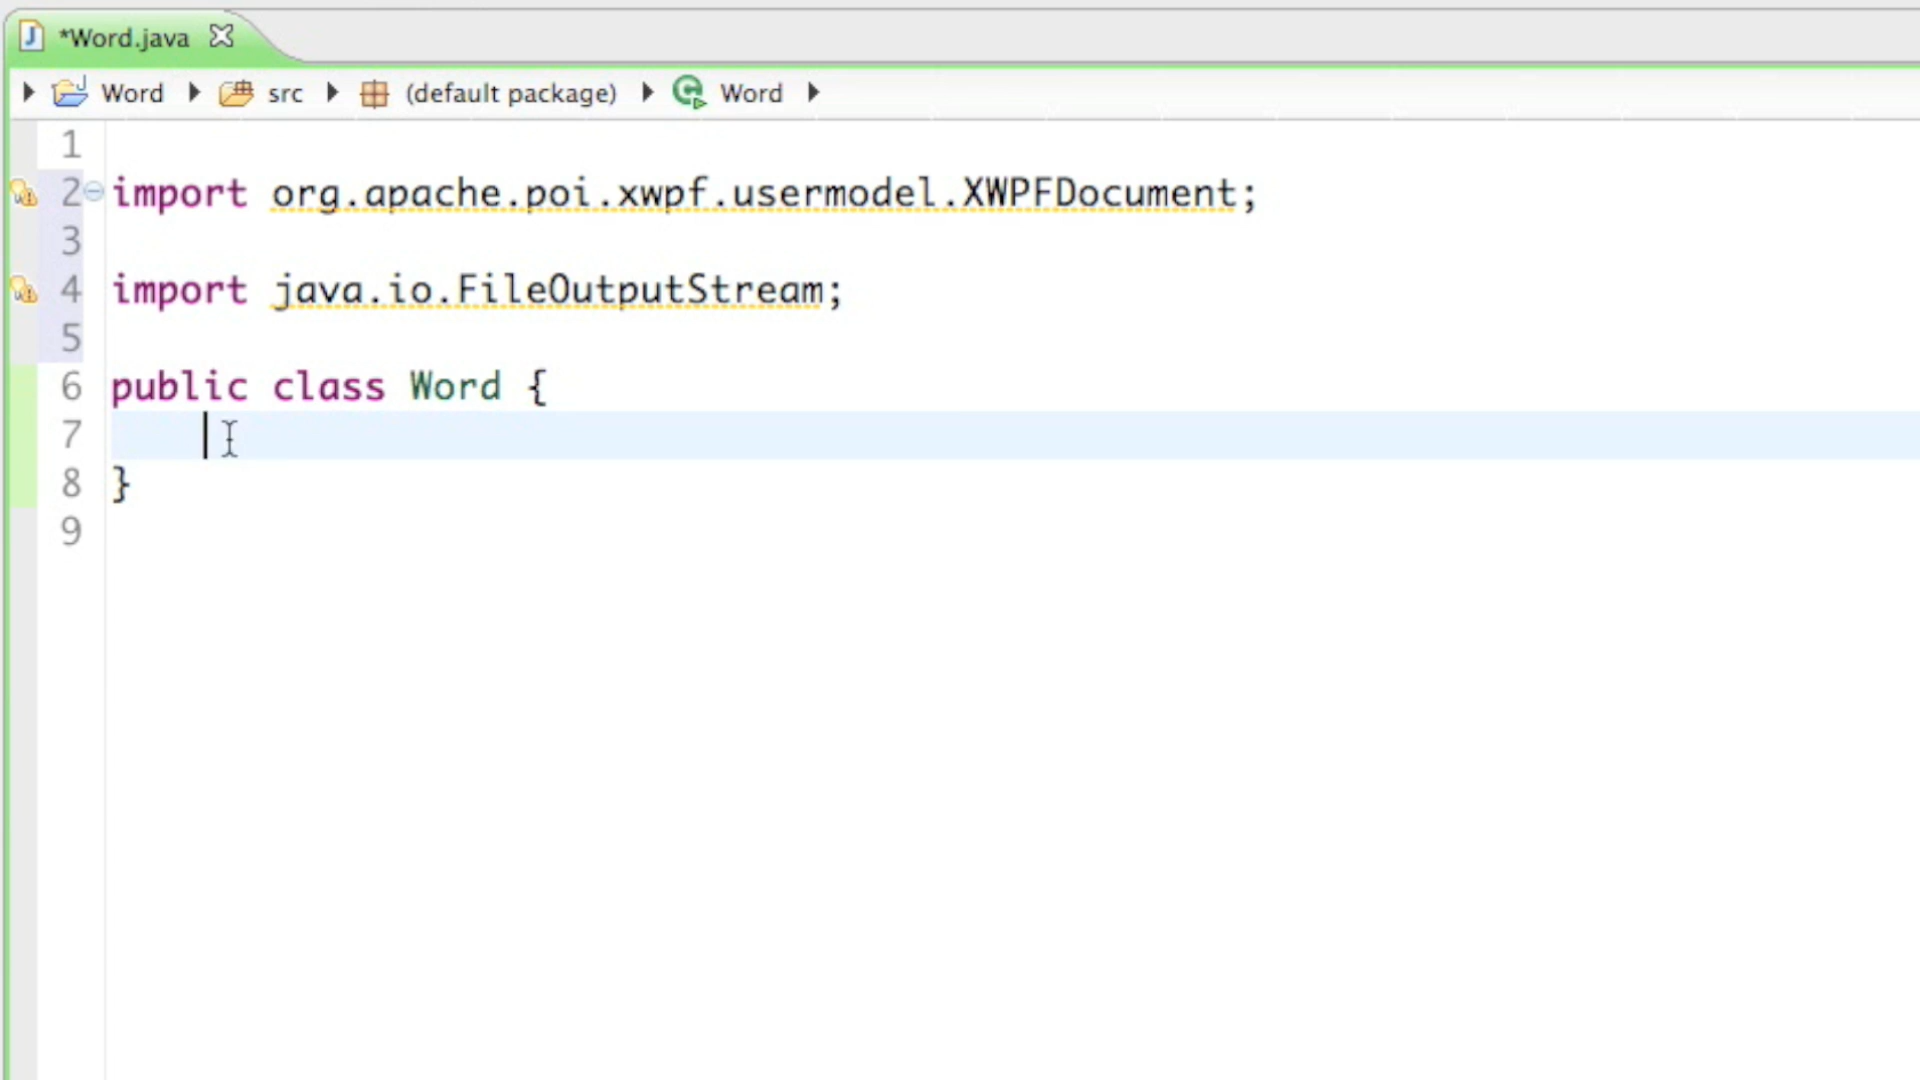 *Word.java
Word src (default package) Word
1
2 import org.apache.poi.xwpf.usermodel.XWPFDocument;
3
4 import java.io.FileOutputStream;
5
6 public class Word {
7
8 }
9